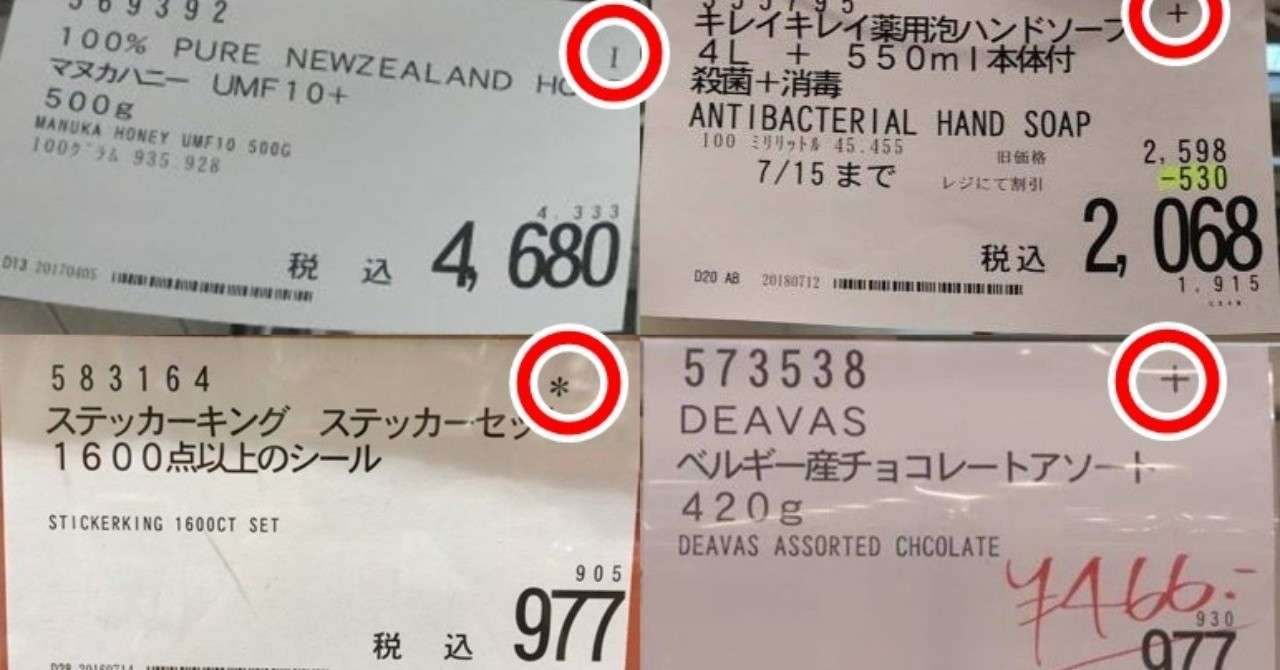 569392
I
100% PURE NEWZEALAND HO
マヌカハニー UMF10+
500g
MANUKA HONEY UMF10 500G
100グラム 935.928
4.333
税込 4,680
D13 20170405
+
キレイキレイ薬用泡ハンドソープ
4L + 550ml本体付
殺菌+消毒
ANTIBACTERIAL HAND SOAP
100 ミリリットル 45.455
旧価格 2,598
7/15まで レジにて割引 -530
税込 2,068
D20 AB 20180712
1,915
583164
*
ステッカーキング ステッカーセッ
1600点以上のシール
STICKERKING 1600CT SET
905
税込 977
D28 20160714
573538
+
DEAVAS
ベルギー産チョコレートアソート
420g
DEAVAS ASSORTED CHCOLATE
¥466.-
930
977